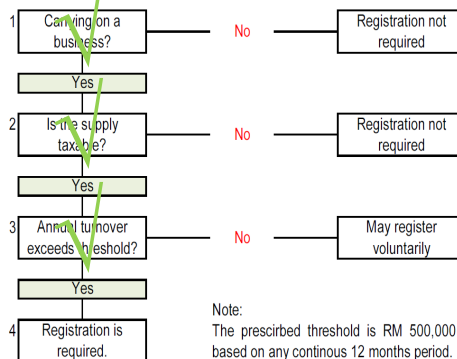 1 Carrying on a
business?
No
Registration not
required
Yes
2 Is the supply
taxable?
No
Registration not
required
Yes
3 Annual turnover
exceeds threshold?
No
May register
voluntarily
Yes
4 Registration is
required.
Note:
The prescirbed threshold is RM 500,000
based on any continous 12 months period.